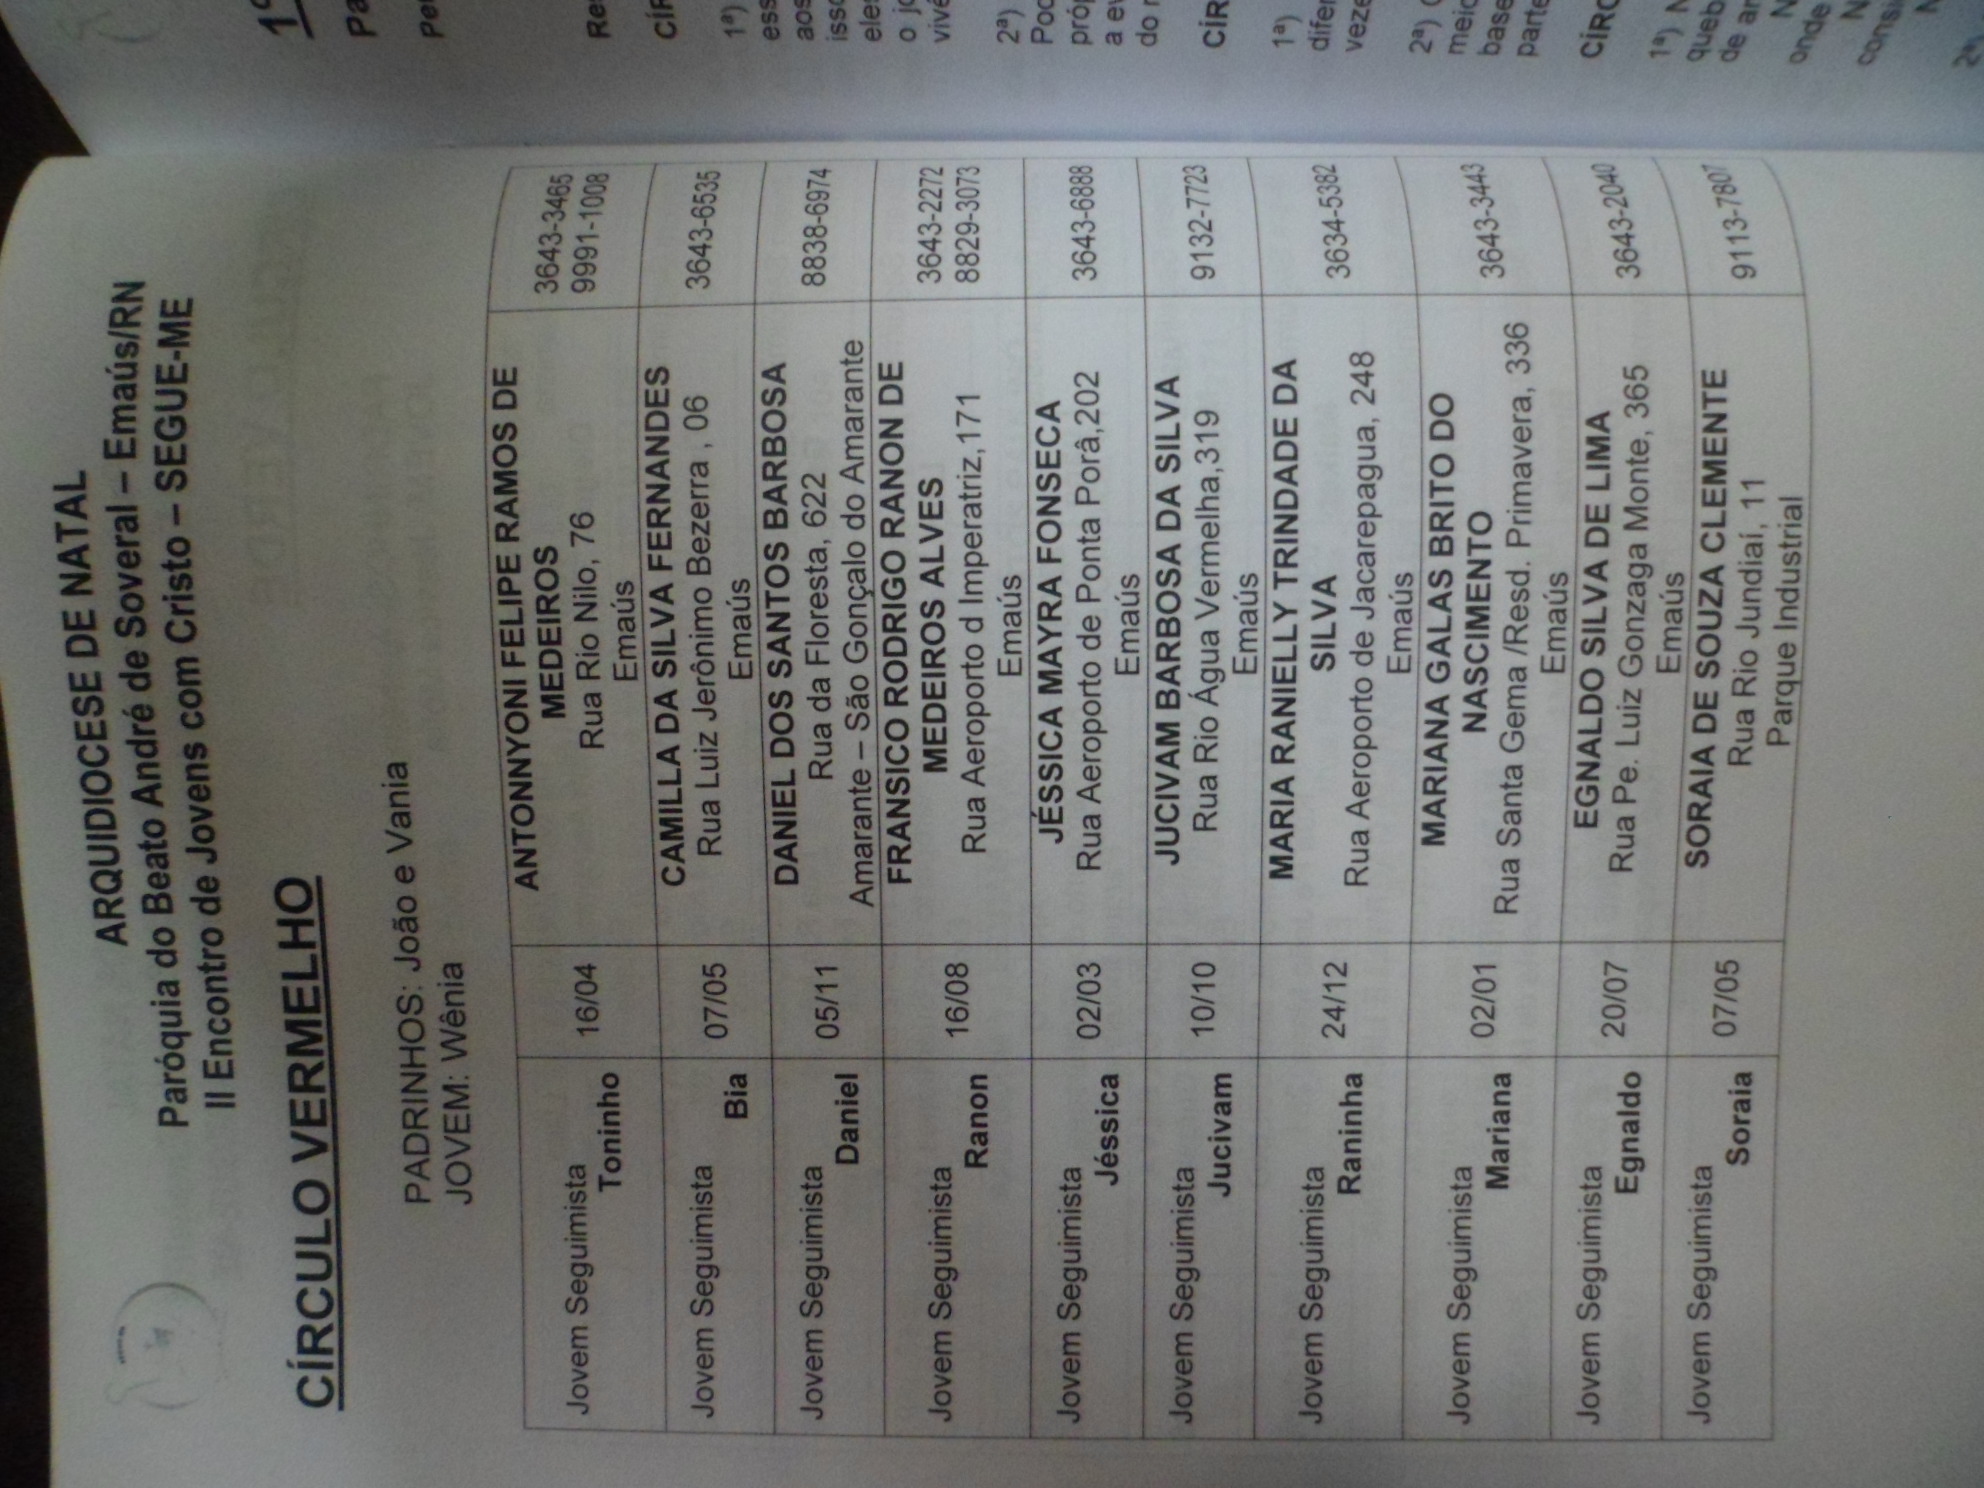 ARQUIDIOCESE DE NATAL
Paróquia do Beato André de Soveral – Emaús/RN
II Encontro de Jovens com Cristo – SEGUE-ME
CÍRCULO VERMELHO
PADRINHOS: João e Vania
JOVEM: Wênia
Jovem Seguimista
Toninho
16/04
ANTONNYONI FELIPE RAMOS DE
MEDEIROS
Rua Rio Nilo, 76
Emaús
3643-3465
9991-1008
Jovem Seguimista
Bia
07/05
CAMILLA DA SILVA FERNANDES
Rua Luiz Jerônimo Bezerra , 06
Emaús
3643-6535
Jovem Seguimista
Daniel
05/11
DANIEL DOS SANTOS BARBOSA
Rua da Floresta, 622
Amarante – São Gonçalo do Amarante
8838-6974
Jovem Seguimista
Ranon
16/08
FRANSICO RODRIGO RANON DE
MEDEIROS ALVES
Rua Aeroporto d Imperatriz,171
Emaús
3643-2272
8829-3073
Jovem Seguimista
Jéssica
02/03
JÉSSICA MAYRA FONSECA
Rua Aeroporto de Ponta Porâ,202
Emaús
3643-6888
Jovem Seguimista
Jucivam
10/10
JUCIVAM BARBOSA DA SILVA
Rua Rio Água Vermelha,319
Emaús
9132-7723
Jovem Seguimista
Raninha
24/12
MARIA RANIELLY TRINDADE DA
SILVA
Rua Aeroporto de Jacarepagua, 248
Emaús
3634-5382
Jovem Seguimista
Mariana
02/01
MARIANA GALAS BRITO DO
NASCIMENTO
Rua Santa Gema /Resd. Primavera, 336
Emaús
3643-3443
Jovem Seguimista
Egnaldo
20/07
EGNALDO SILVA DE LIMA
Rua Pe. Luiz Gonzaga Monte, 365
Emaús
3643-2040
Jovem Seguimista
Soraia
07/05
SORAIA DE SOUZA CLEMENTE
Rua Rio Jundiaí, 11
Parque Industrial
9113-7807
1ª)
2ª)
do
1ª)
2ª)
1ª)
de
onde
2ª)